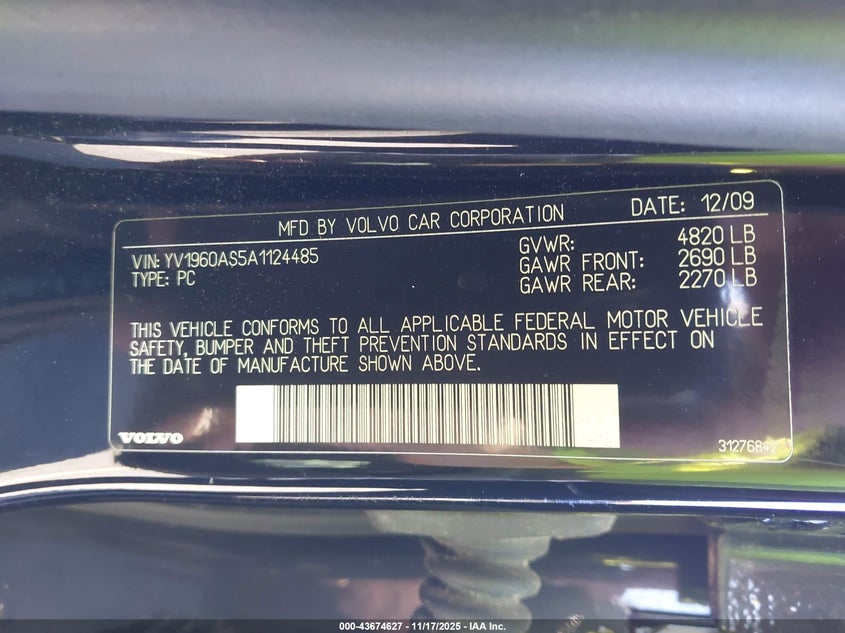 MFD BY VOLVO CAR CORPORATION DATE: 12/09
VIN: YV1960AS5A1124485 GVWR: 4820 LB
TYPE: PC GAWR FRONT: 2690 LB
GAWR REAR: 2270 LB
THIS VEHICLE CONFORMS TO ALL APPLICABLE FEDERAL MOTOR VEHICLE
SAFETY, BUMPER AND THEFT PREVENTION STANDARDS IN EFFECT ON
THE DATE OF MANUFACTURE SHOWN ABOVE.
VOLVO
000-43674627 - 11/17/2025 - IAA Inc.